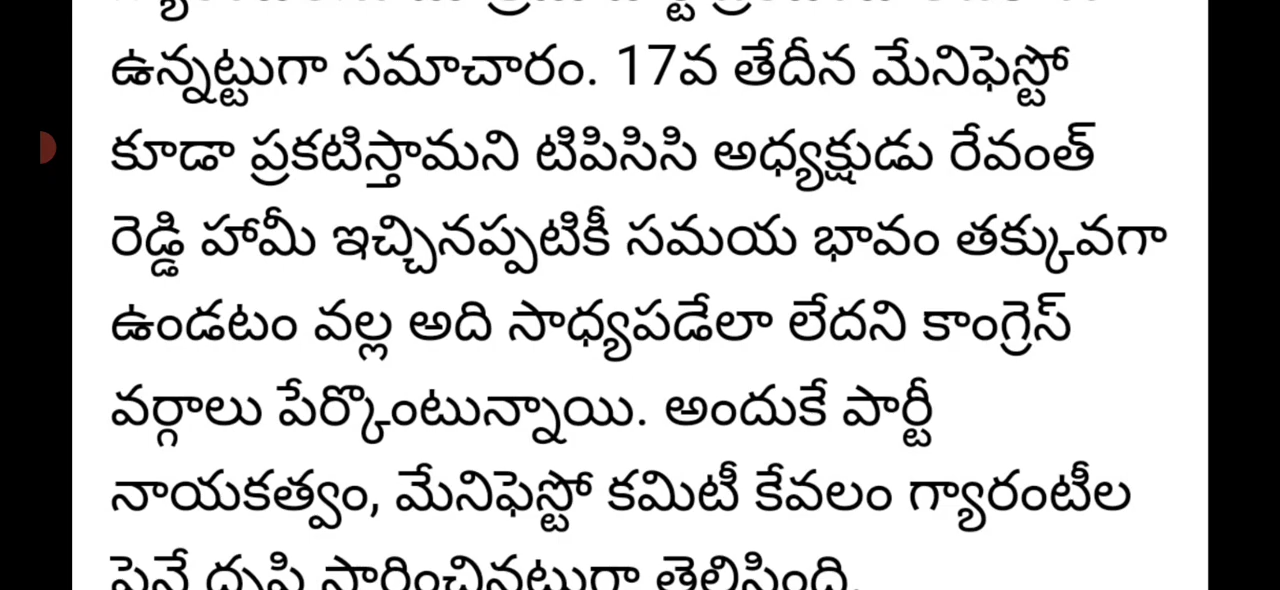 ఉన్నట్టుగా సమాచారం. 17వ తేదీన మేనిఫెస్టో
కూడా ప్రకటిస్తామని టిపిసిసి అధ్యక్షుడు రేవంత్
రెడ్డి హామీ ఇచ్చినప్పటికీ సమయ భావం తక్కువగా
ఉండటం వల్ల అది సాధ్యపడేలా లేదని కాంగ్రెస్
వర్గాలు పేర్కొంటున్నాయి. అందుకే పార్టీ
నాయకత్వం, మేనిఫెస్టో కమిటీ కేవలం గ్యారంటీల
పైనే దృష్టి సారించినట్టుగా తెలిసింది.